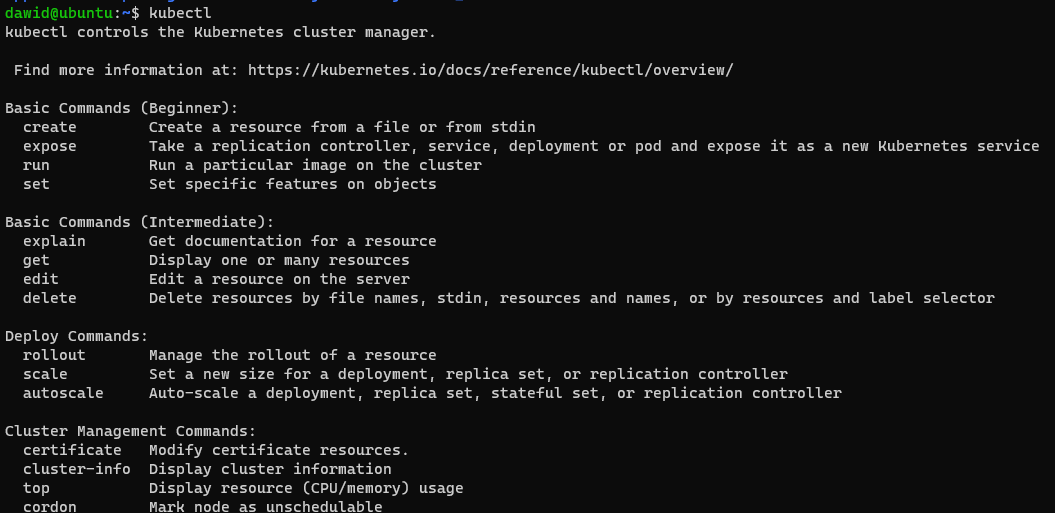 dawid@ubuntu:~$ kubectl
kubectl controls the Kubernetes cluster manager.
Find more information at: https://kubernetes.io/docs/reference/kubectl/overview/
Basic Commands (Beginner):
create Create a resource from a file or from stdin
expose Take a replication controller, service, deployment or pod and expose it as a new Kubernetes service
run Run a particular image on the cluster
set Set specific features on objects
Basic Commands (Intermediate):
explain Get documentation for a resource
get Display one or many resources
edit Edit a resource on the server
delete Delete resources by file names, stdin, resources and names, or by resources and label selector
Deploy Commands:
rollout Manage the rollout of a resource
scale Set a new size for a deployment, replica set, or replication controller
autoscale Auto-scale a deployment, replica set, stateful set, or replication controller
Cluster Management Commands:
certificate Modify certificate resources.
cluster-info Display cluster information
top Display resource (CPU/memory) usage
cordon Mark node as unschedulable